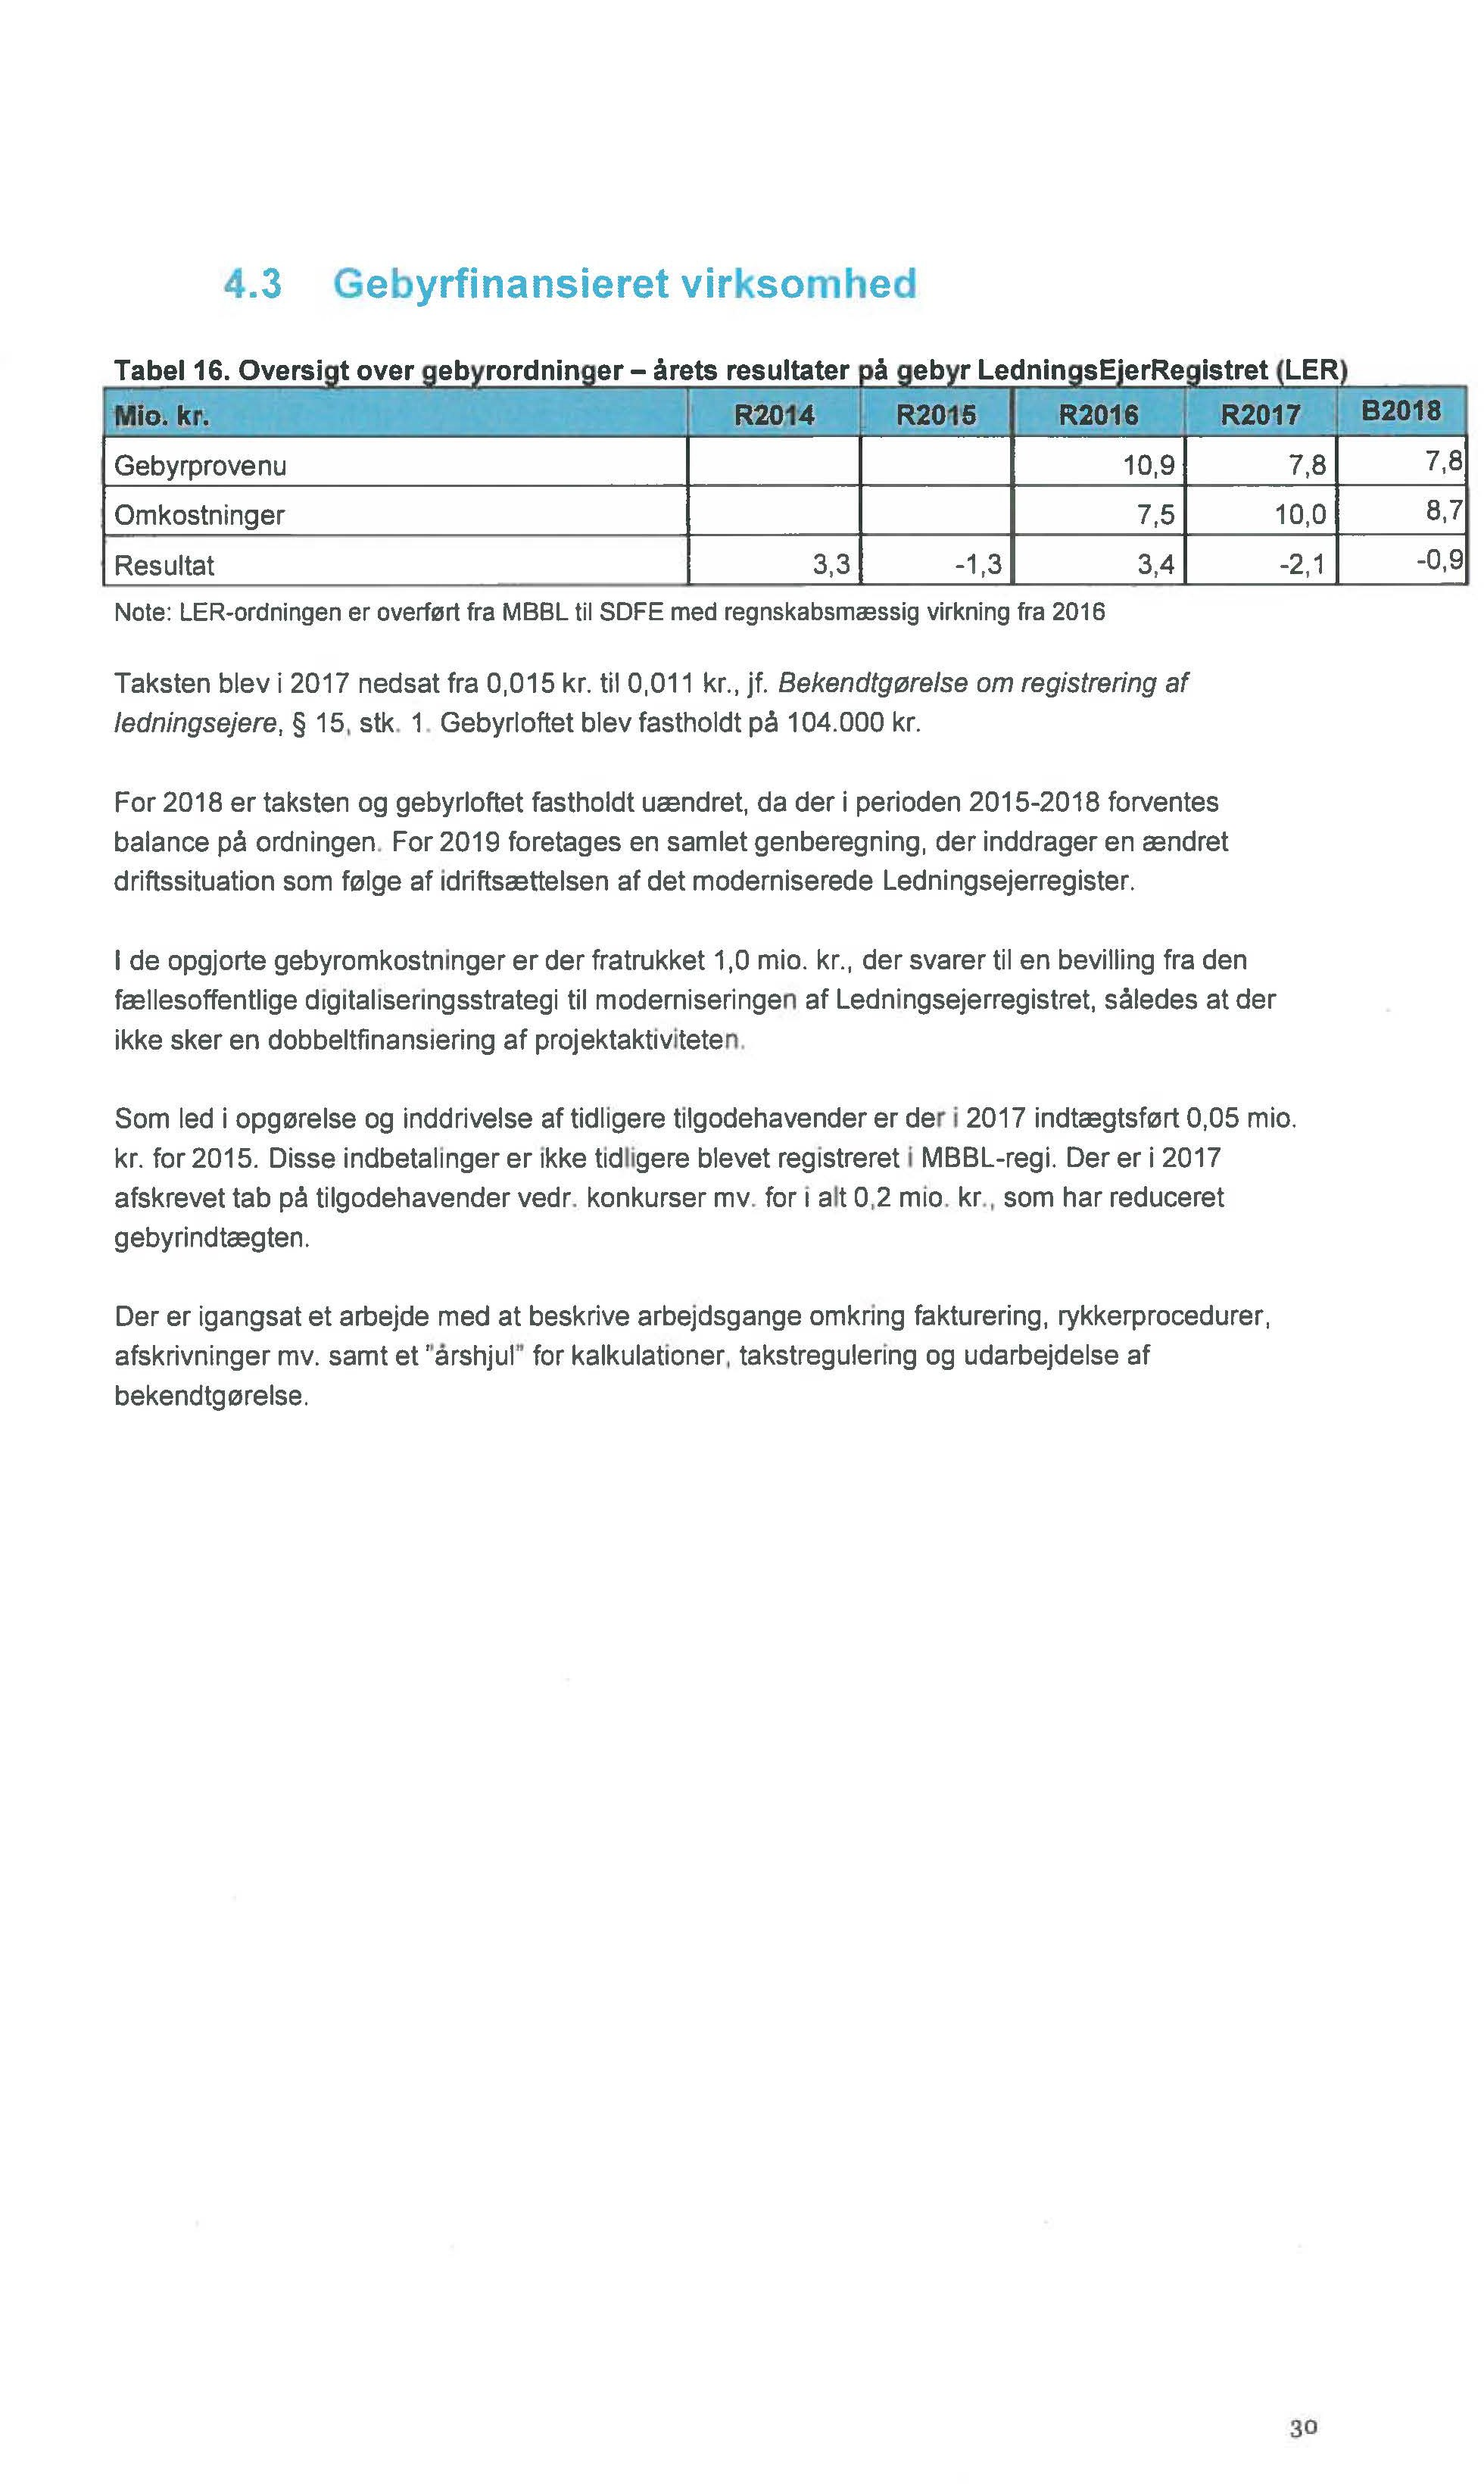 4.3 Gebyrfinansieret virksomhed
Tabel 16. Oversigt over gebyrordninger – årets resultater på gebyr LedningsEjerRegistret (LER)
Mio. kr. R2014 R2015 R2016 R2017 B2018
Gebyrprovenu 10,9 7,8 7,8
Omkostninger 7,5 10,0 8,7
Resultat 3,3 -1,3 3,4 -2,1 -0,9
Note: LER-ordningen er overført fra MBBL til SDFE med regnskabsmæssig virkning fra 2016
Taksten blev i 2017 nedsat fra 0,015 kr. til 0,011 kr., jf. Bekendtgørelse om registrering af
ledningsejere, § 15, stk. 1. Gebyrloftet blev fastholdt på 104.000 kr.
For 2018 er taksten og gebyrloftet fastholdt uændret, da der i perioden 2015-2018 forventes
balance på ordningen. For 2019 foretages en samlet genberegning, der inddrager en ændret
driftssituation som følge af idriftsættelsen af det moderniserede Ledningsejerregister.
I de opgjorte gebyromkostninger er der fratrukket 1,0 mio. kr., der svarer til en bevilling fra den
fællesoffentlige digitaliseringsstrategi til moderniseringen af Ledningsejerregistret, således at der
ikke sker en dobbeltfinansiering af projektaktiviteten.
Som led i opgørelse og inddrivelse af tidligere tilgodehavender er der i 2017 indtægtsført 0,05 mio.
kr. for 2015. Disse indbetalinger er ikke tidligere blevet registreret i MBBL-regi. Der er i 2017
afskrevet tab på tilgodehavender vedr. konkurser mv. for i alt 0,2 mio. kr., som har reduceret
gebyrindtægten.
Der er igangsat et arbejde med at beskrive arbejdsgange omkring fakturering, rykkerprocedurer,
afskrivninger mv. samt et "årshjul" for kalkulationer, takstregulering og udarbejdelse af
bekendtgørelse.
30